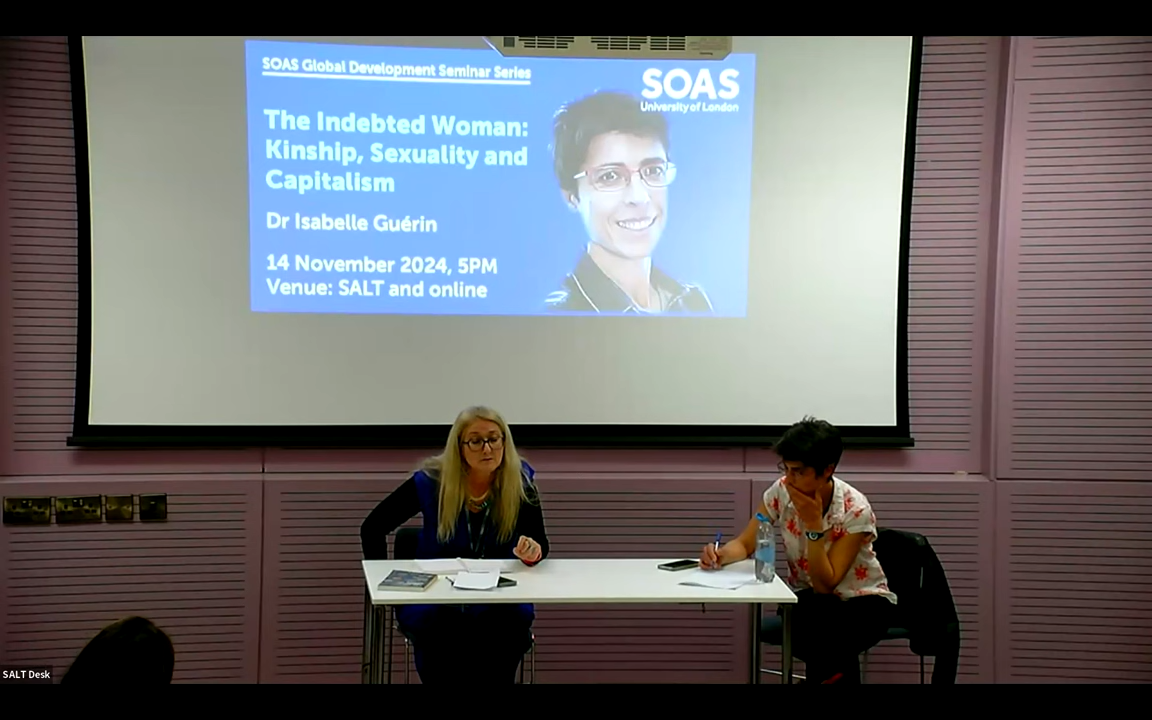 SOAS Global Development Seminar Series
SOAS
University of London
The Indebted Woman:
Kinship, Sexuality and
Capitalism
Dr Isabelle Guérin
14 November 2024, 5PM
Venue: SALT and online
SALT Desk